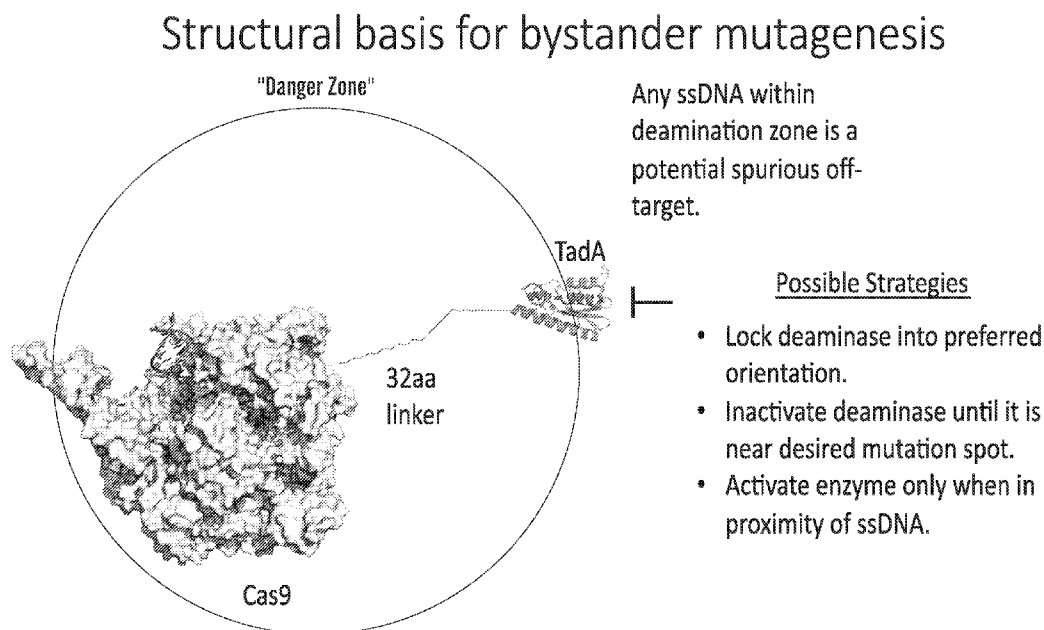 Structural basis for bystander mutagenesis
"Danger Zone"
Any ssDNA within
deamination zone is a
potential spurious off-
target.
TadA
Possible Strategies
• Lock deaminase into preferred
orientation.
• Inactivate deaminase until it is
near desired mutation spot.
• Activate enzyme only when in
proximity of ssDNA.
32aa
linker
Cas9